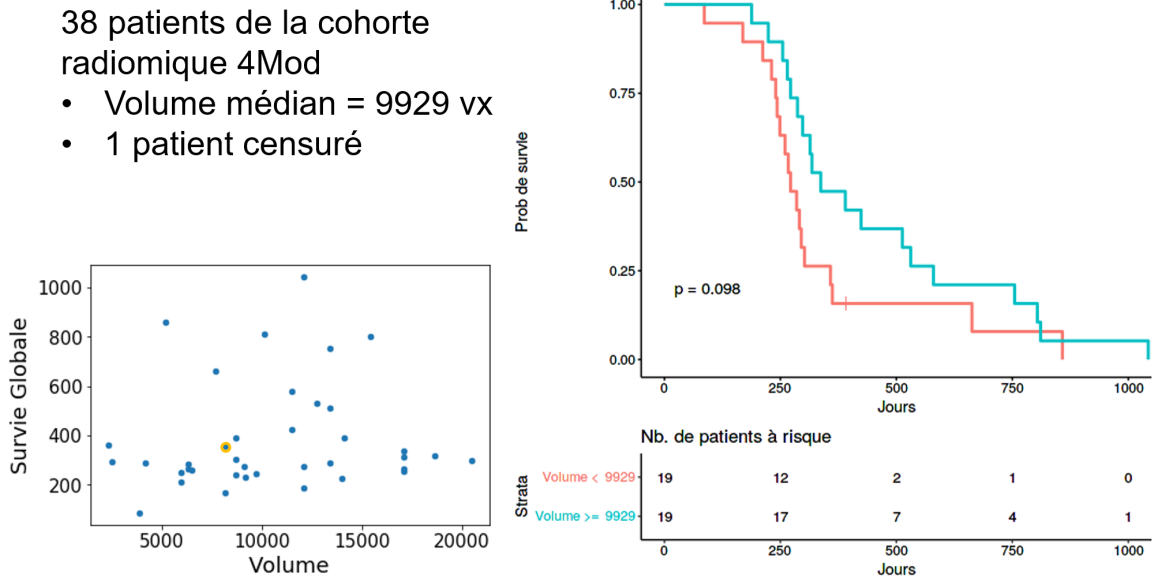 38 patients de la cohorte
radiomique 4Mod
• Volume médian = 9929 vx
• 1 patient censuré
Survie Globale
1000
800
600
400
200
5000 10000 15000 20000
Volume
Prob de survie
1.00
0.75
0.50
0.25
0.00
p = 0.098
0 250 500 750 1000
Jours
Nb. de patients à risque
Strata
Volume < 9929 19 12 2 1 0
Volume >= 9929 19 17 7 4 1
0 250 500 750 1000
Jours